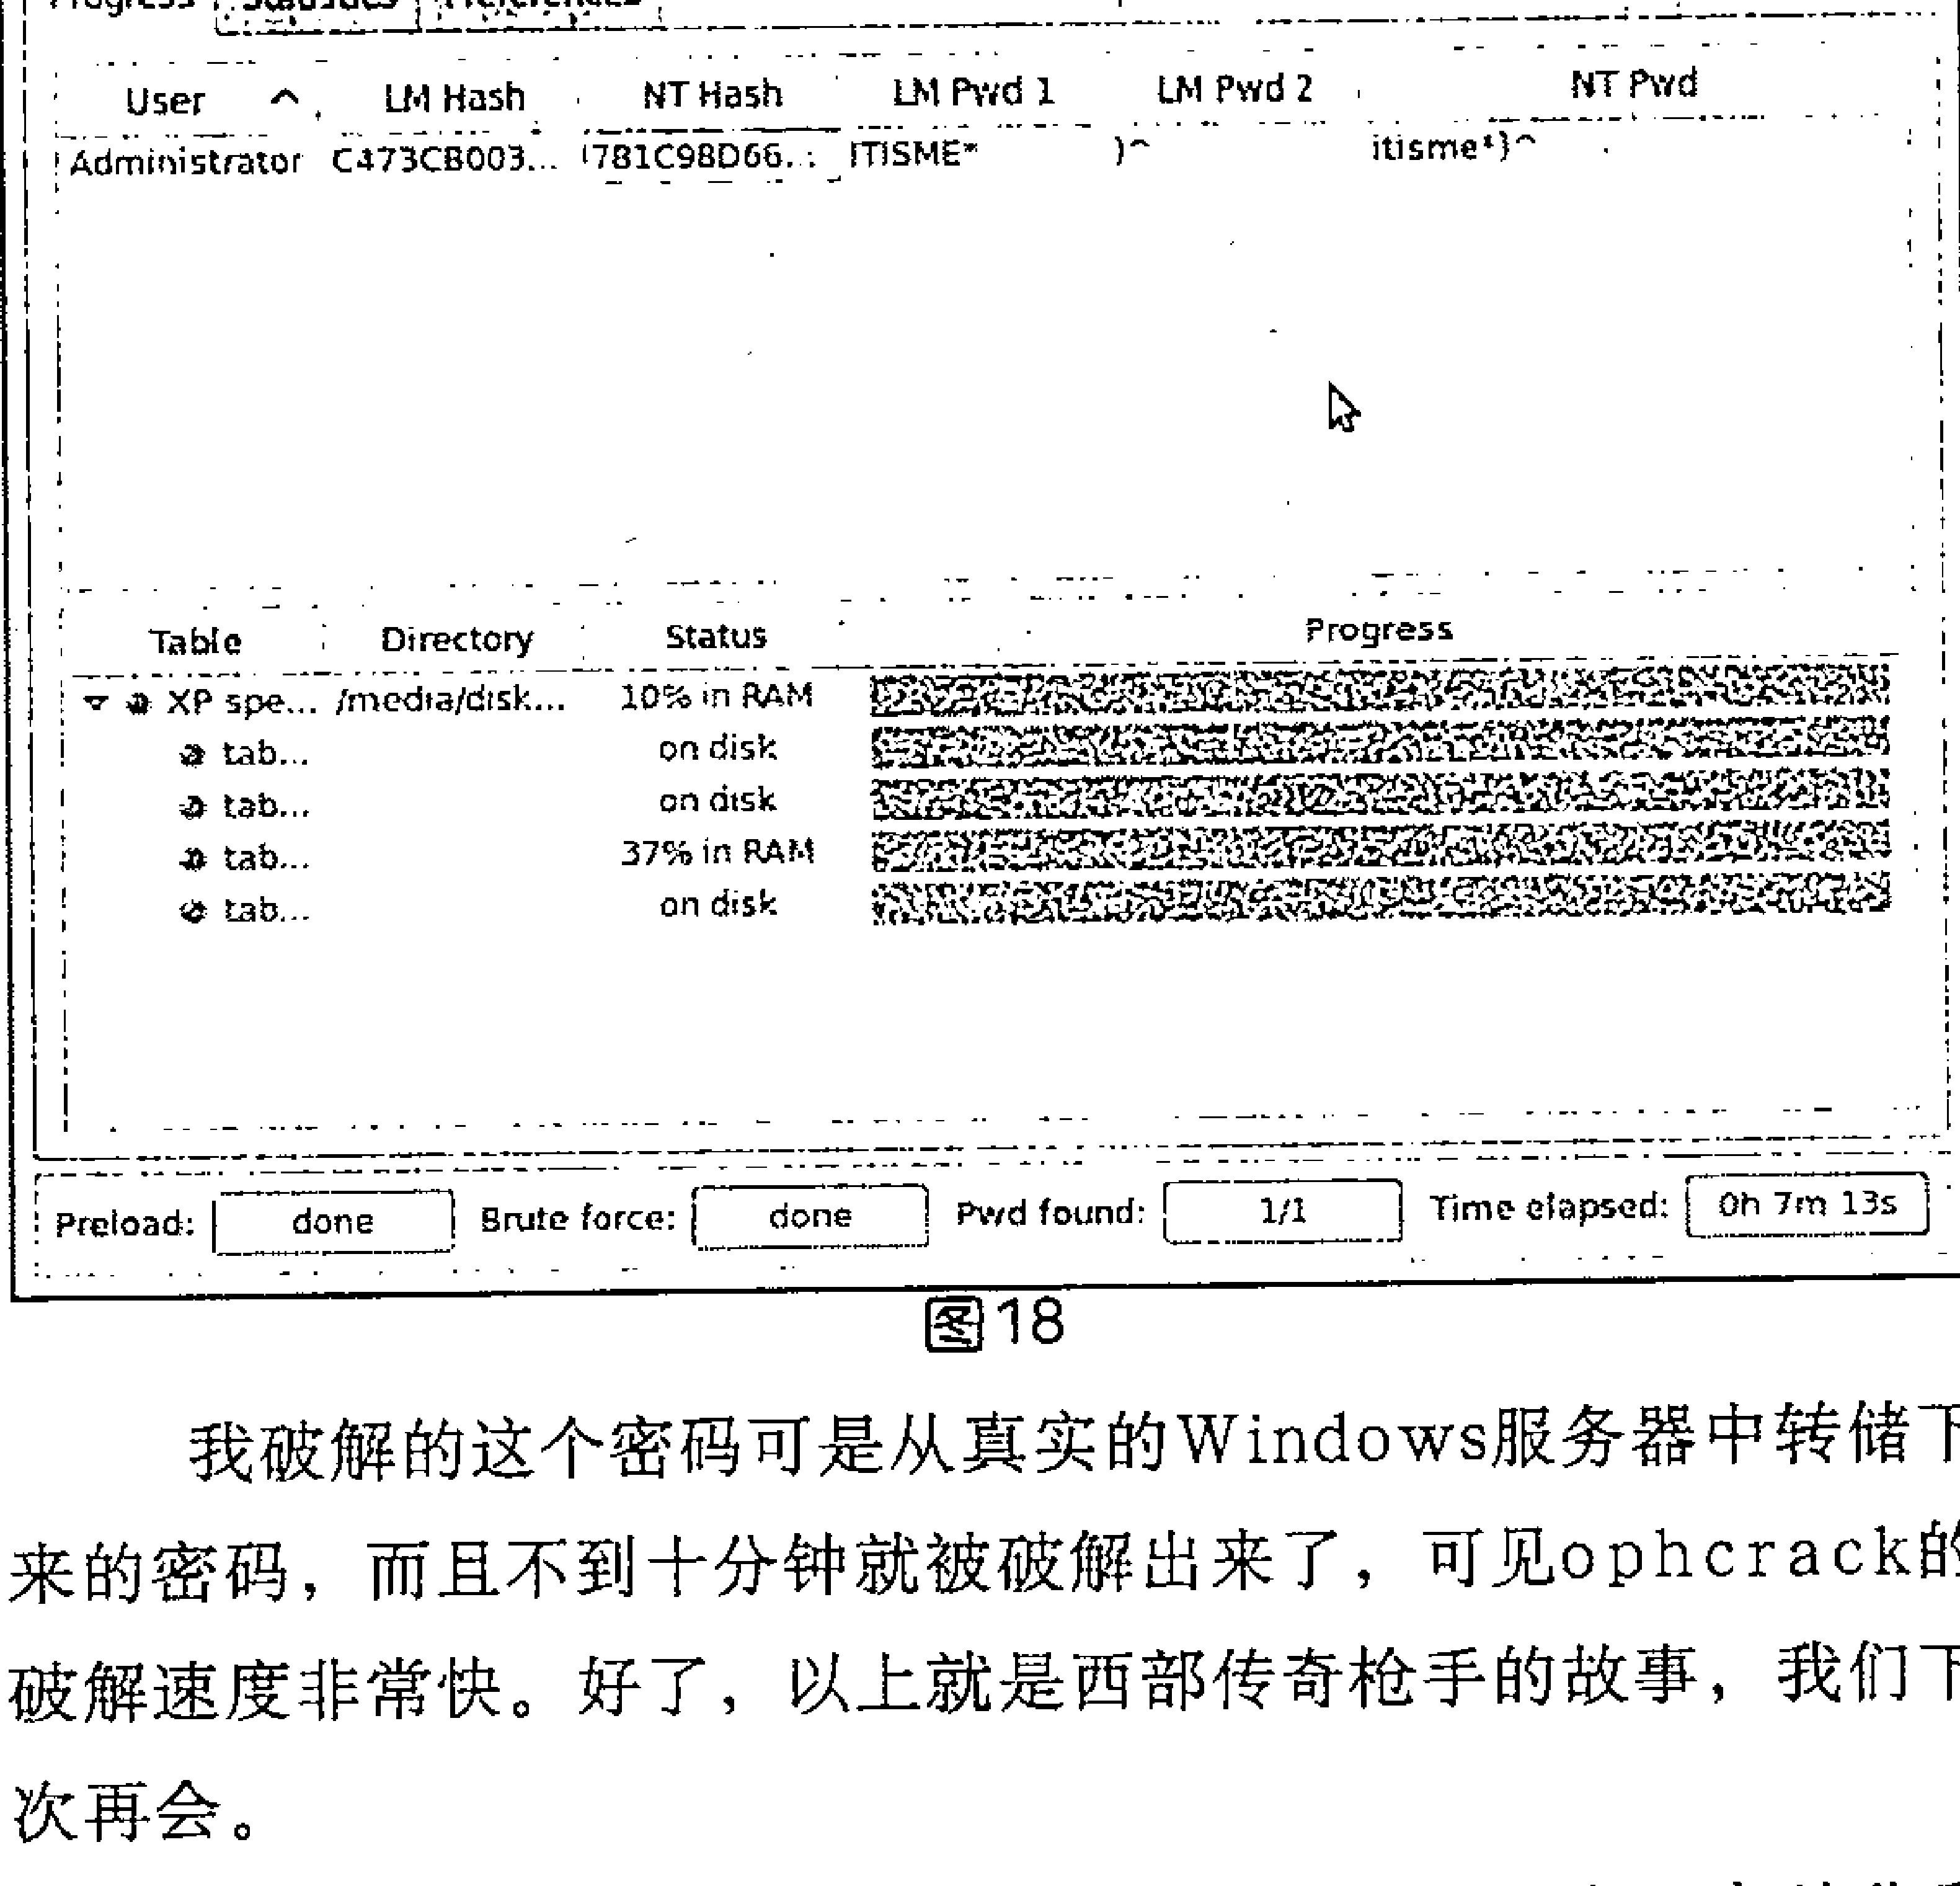 Progress Statistics Preferences
User ^ LM Hash NT Hash LM Pwd 1 LM Pwd 2 NT Pwd
Administrator C473CB003... 781C98D66... ITISME* )^ itisme*)^
Table Directory Status Progress
XP spe... /media/disk... 10% in RAM
tab... on disk
tab... on disk
tab... 37% in RAM
tab... on disk
Preload: done Brute force: done Pwd found: 1/1 Time elapsed: 0h 7m 13s
图18
我破解的这个密码可是从真实的Windows服务器中转储下
来的密码，而且不到十分钟就被破解出来了，可见ophcrack的
破解速度非常快。好了，以上就是西部传奇枪手的故事，我们下
次再会。